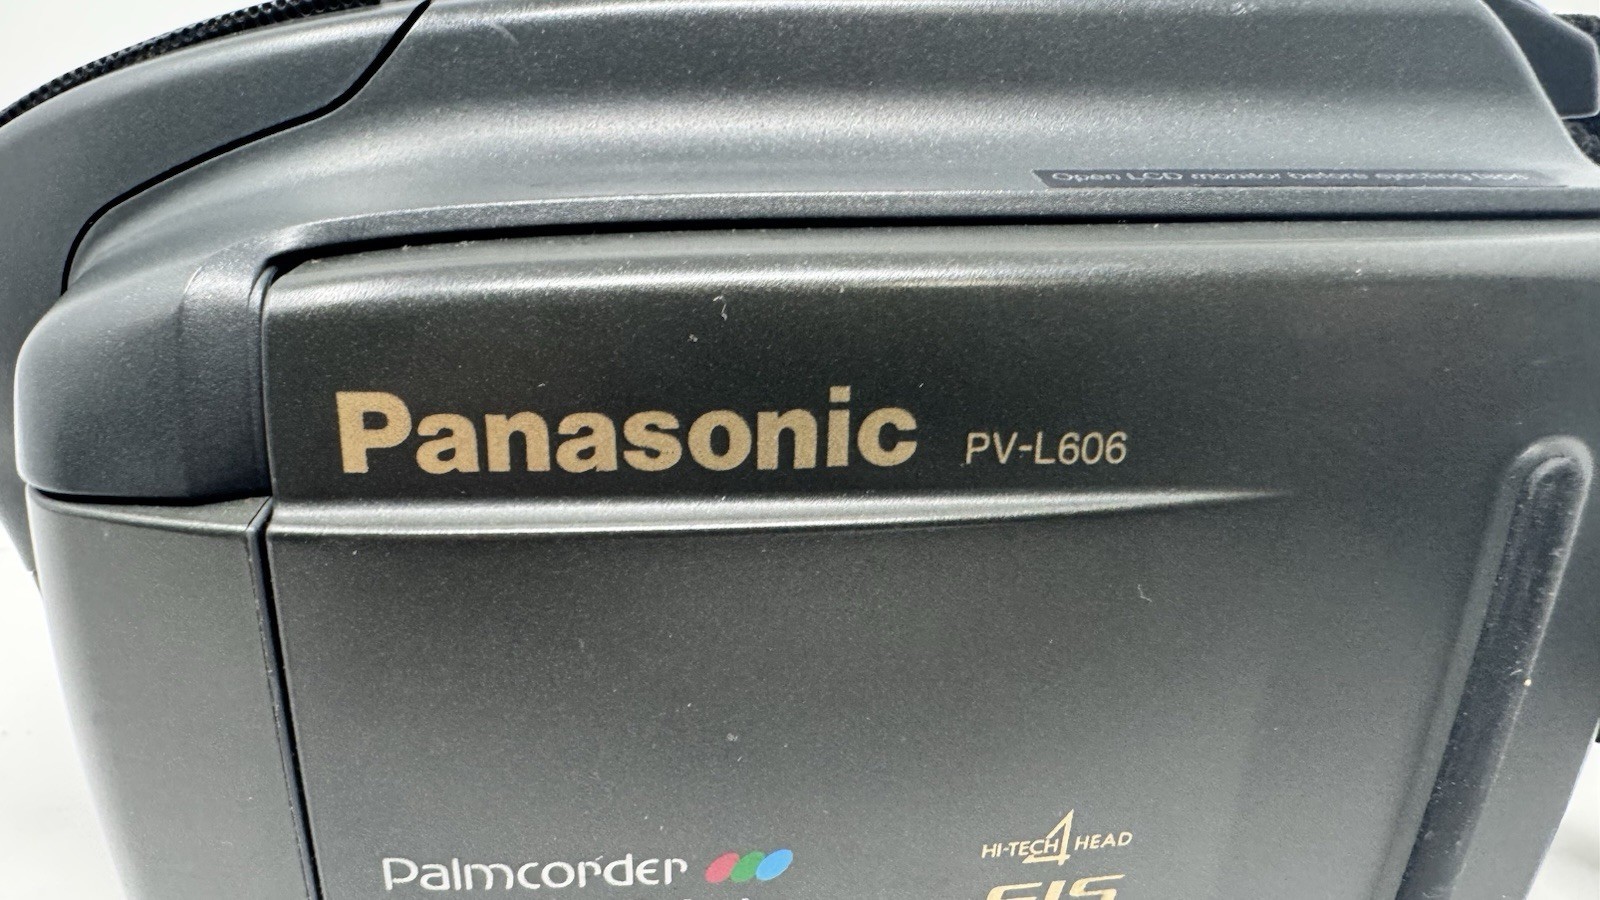 Open LCD monitor before ejecting tape
Panasonic PV-L606
Palmcorder
HI-TECH 4 HEAD
EIS